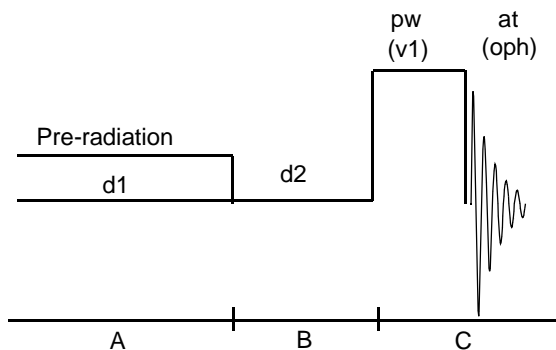 pw
(v1)
at
(oph)
Pre-radiation
d1
d2
A
B
C